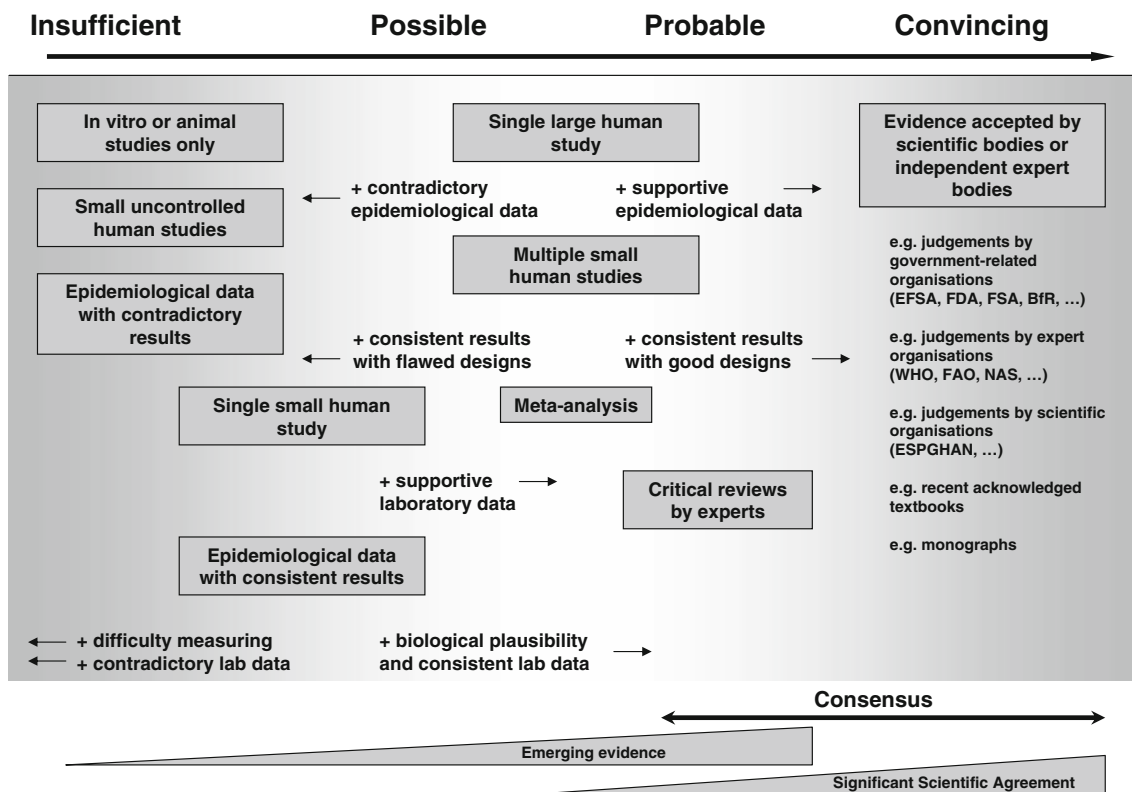 Insufficient
Possible
Probable
Convincing
In vitro or animal
studies only
Single large human
study
Evidence accepted by
scientific bodies or
independent expert
bodies
Small uncontrolled
human studies
+ contradictory
epidemiological data
+ supportive
epidemiological data
Multiple small
human studies
e.g. judgements by
government-related
organisations
(EFSA, FDA, FSA, BfR, ...)
Epidemiological data
with contradictory
results
+ consistent results
with flawed designs
+ consistent results
with good designs
e.g. judgements by expert
organisations
(WHO, FAO, NAS, ...)
Single small human
study
Meta-analysis
e.g. judgements by scientific
organisations
(ESPGHAN, ...)
+ supportive
laboratory data
Critical reviews
by experts
e.g. recent acknowledged
textbooks
e.g. monographs
Epidemiological data
with consistent results
+ difficulty measuring
+ contradictory lab data
+ biological plausibility
and consistent lab data
Consensus
Emerging evidence
Significant Scientific Agreement